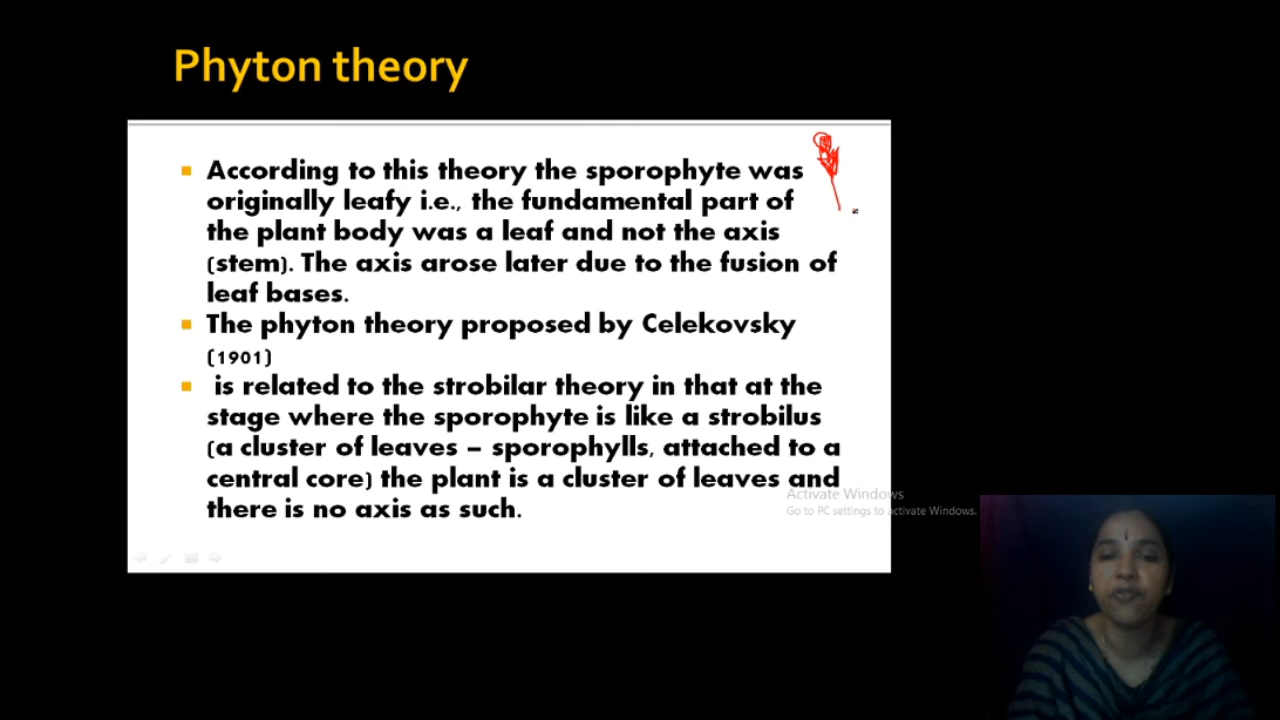 Phyton theory
According to this theory the sporophyte was
originally leafy i.e., the fundamental part of
the plant body was a leaf and not the axis
(stem). The axis arose later due to the fusion of
leaf bases.
The phyton theory proposed by Celekovsky
(1901)
is related to the strobilar theory in that at the
stage where the sporophyte is like a strobilus
(a cluster of leaves – sporophylls, attached to a
central core) the plant is a cluster of leaves and
there is no axis as such.
Activate Windows
Go to PC settings to activate Windows.